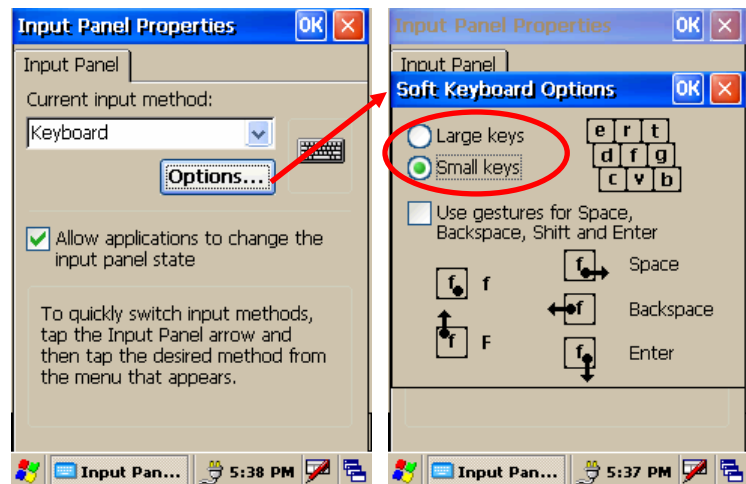 Input Panel Properties OK
Input Panel
Current input method:
Keyboard
Options...
Allow applications to change the
input panel state
To quickly switch input methods,
tap the Input Panel arrow and
then tap the desired method from
the menu that appears.
Input Pan... 5:38 PM
Input Panel Properties OK
Input Panel
Soft Keyboard Options OK
Large keys
Small keys
e r t
d f g
c v b
Use gestures for Space,
Backspace, Shift and Enter
f f
f F
f Space
f Backspace
f Enter
Input Pan... 5:37 PM